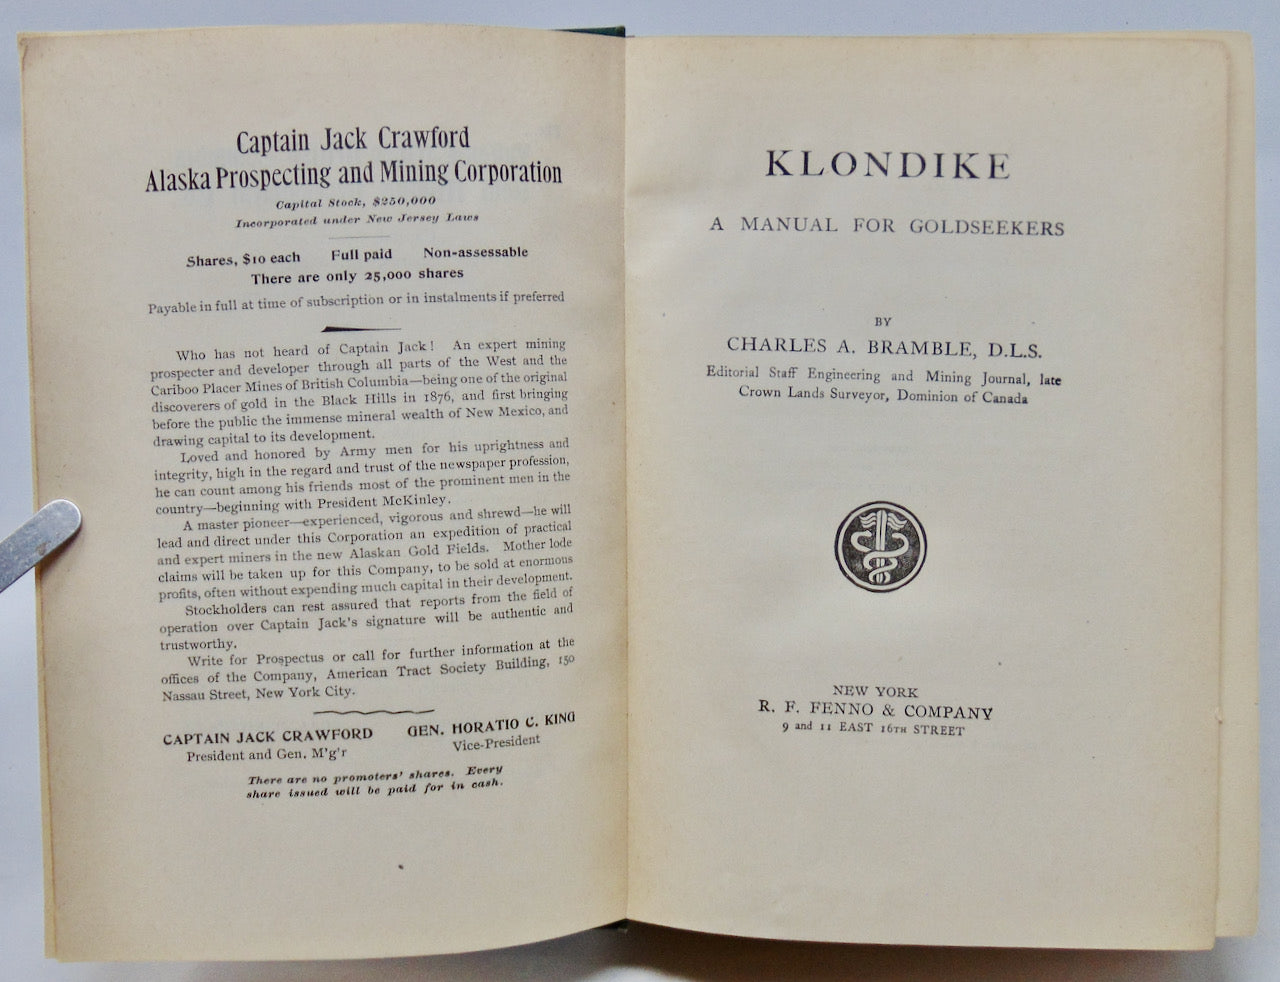 Captain Jack Crawford
Alaska Prospecting and Mining Corporation
Capital Stock, $250,000
Incorporated under New Jersey Laws
Shares, $10 each Full paid Non-assessable
There are only 25,000 shares
Payable in full at time of subscription or in instalments if preferred
Who has not heard of Captain Jack! An expert mining
prospecter and developer through all parts of the West and the
Cariboo Placer Mines of British Columbia—being one of the original
discoverers of gold in the Black Hills in 1876, and first bringing
before the public the immense mineral wealth of New Mexico, and
drawing capital to its development.
Loved and honored by Army men for his uprightness and
integrity, high in the regard and trust of the newspaper profession,
he can count among his friends most of the prominent men in the
country—beginning with President McKinley.
A master pioneer—experienced, vigorous and shrewd—he will
lead and direct under this Corporation an expedition of practical
and expert miners in the new Alaskan Gold Fields. Mother lode
claims will be taken up for this Company, to be sold at enormous
profits, often without expending much capital in their development.
Stockholders can rest assured that reports from the field of
operation over Captain Jack's signature will be authentic and
trustworthy.
Write for Prospectus or call for further information at the
offices of the Company, American Tract Society Building, 150
Nassau Street, New York City.
CAPTAIN JACK CRAWFORD GEN. HORATIO C. KING
President and Gen. M'g'r Vice-President
There are no promoters' shares. Every
share issued will be paid for in cash.
KLONDIKE
A MANUAL FOR GOLDSEEKERS
BY
CHARLES A. BRAMBLE, D.L.S.
Editorial Staff Engineering and Mining Journal, late
Crown Lands Surveyor, Dominion of Canada
NEW YORK
R. F. FENNO & COMPANY
9 and 11 EAST 16TH STREET